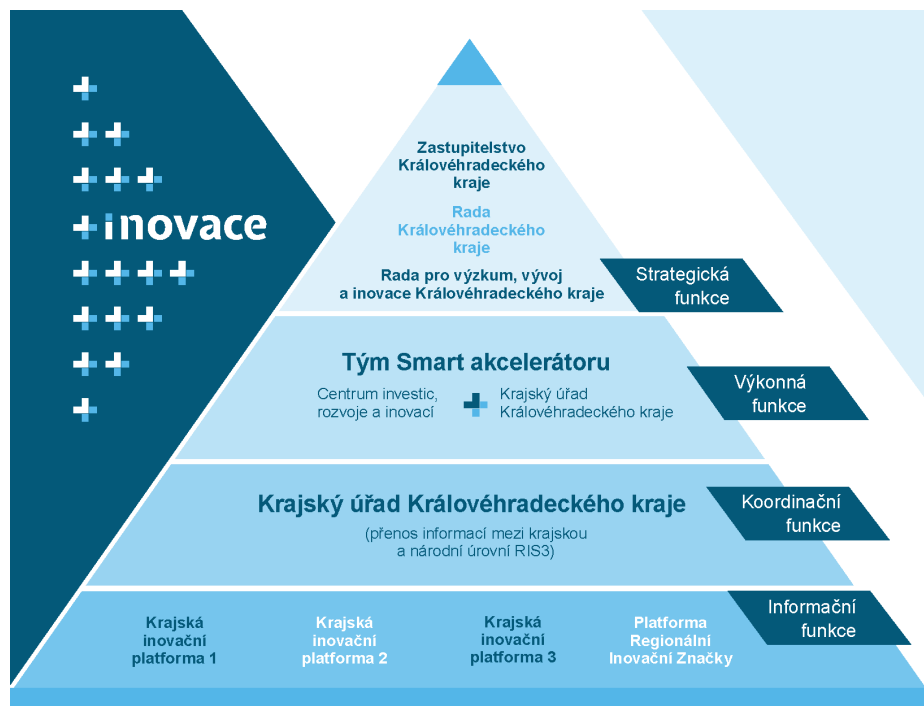 inovace
Zastupitelstvo
Královéhradeckého
kraje
Rada
Královéhradeckého
kraje
Rada pro výzkum, vývoj
a inovace Královéhradeckého kraje
Strategická
funkce
Tým Smart akcelerátoru
Centrum investic,
rozvoje a inovací
Krajský úřad
Královéhradeckého kraje
Výkonná
funkce
Krajský úřad Královéhradeckého kraje
(přenos informací mezi krajskou
a národní úrovní RIS3)
Koordinační
funkce
Krajská
inovační
platforma 1
Krajská
inovační
platforma 2
Krajská
inovační
platforma 3
Platforma
Regionální
Inovační Značky
Informační
funkce